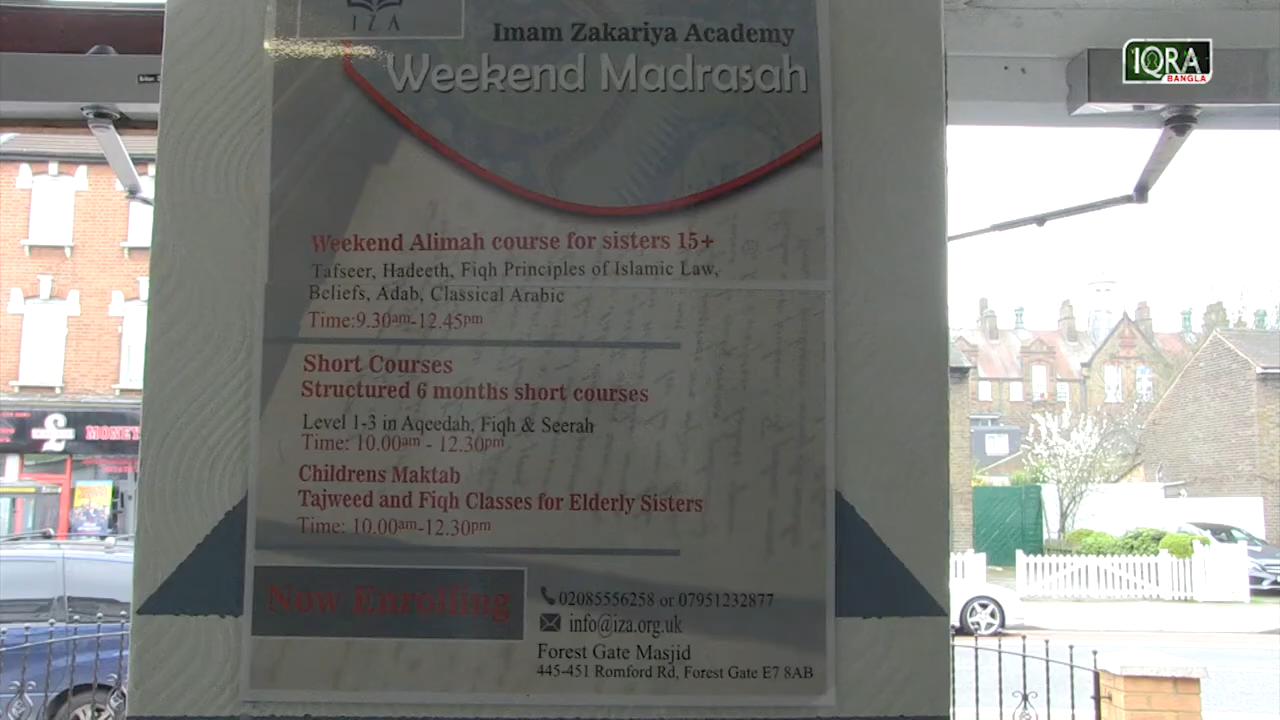 IZA
Imam Zakariya Academy
Weekend Madrasah
Weekend Alimah course for sisters 15+
Tafseer, Hadeeth, Fiqh Principles of Islamic Law,
Beliefs, Adab, Classical Arabic
Time:9.30am-12.45pm
Short Courses
Structured 6 months short courses
Level 1-3 in Aqeedah, Fiqh & Seerah
Time: 10.00am - 12.30pm
Childrens Maktab
Tajweed and Fiqh Classes for Elderly Sisters
Time: 10.00am-12.30pm
Now Enrolling
02085556258 or 07951232877
info@iza.org.uk
Forest Gate Masjid
445-451 Romford Rd, Forest Gate E7 8AB
IQRA
BANGLA
£
MONEY